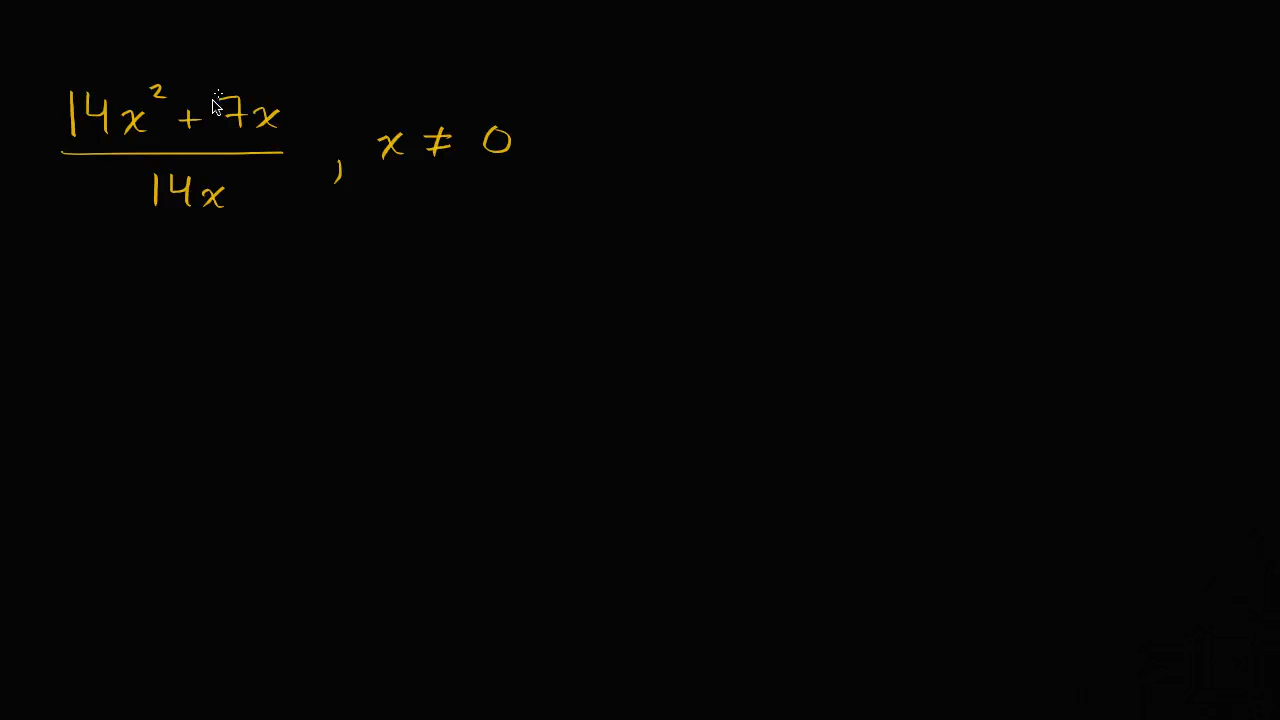 14x² + 7x
14x
, x ≠ 0